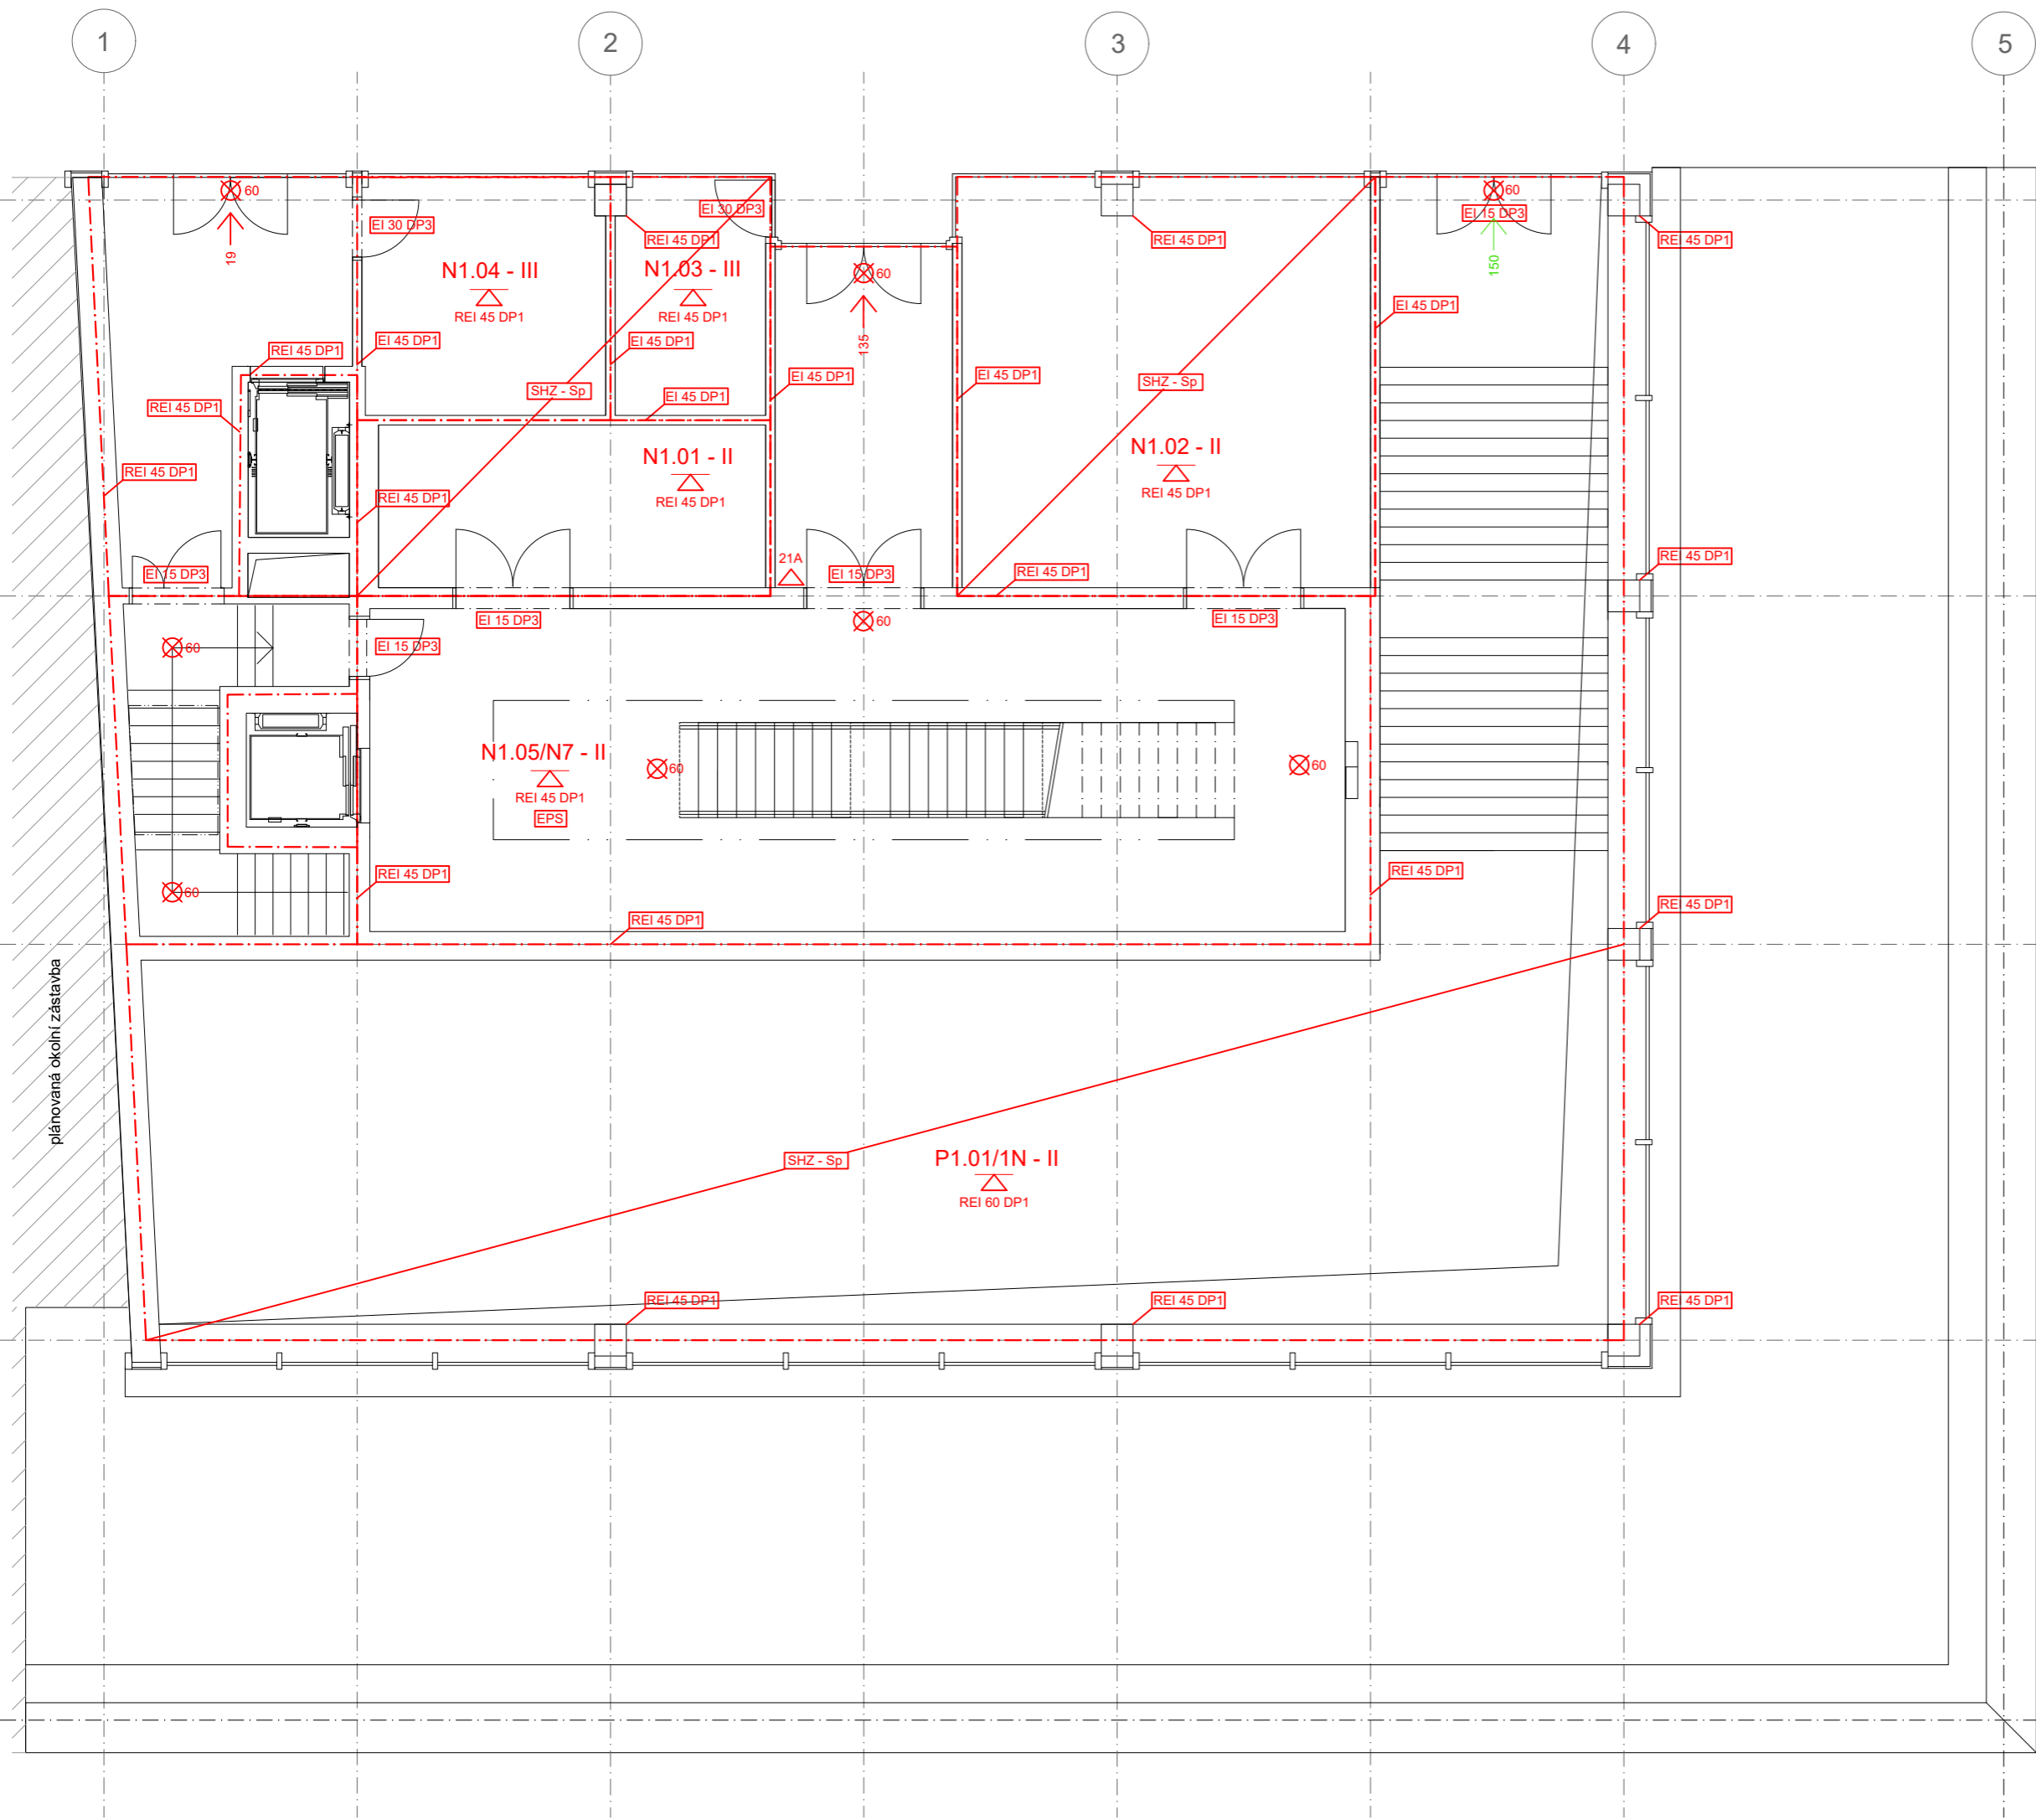 1
2
3
4
5
60
19
EI 30 DP3
REI 45 DP1
EI 30 DP3
60
REI 45 DP1
60
EI 15 DP3
150
REI 45 DP1
N1.04 - III
REI 45 DP1
N1.03 - III
REI 45 DP1
135
EI 45 DP1
REI 45 DP1
EI 45 DP1
EI 45 DP1
REI 45 DP1
SHZ - Sp
EI 45 DP1
EI 45 DP1
EI 45 DP1
SHZ - Sp
REI 45 DP1
REI 45 DP1
N1.01 - II
REI 45 DP1
N1.02 - II
REI 45 DP1
EI 15 DP3
21A
EI 15 DP3
REI 45 DP1
REI 45 DP1
60
EI 15 DP3
EI 15 DP3
60
EI 15 DP3
N1.05/N7 - II
REI 45 DP1
EPS
60
60
60
REI 45 DP1
REI 45 DP1
REI 45 DP1
REI 45 DP1
plánovaná okolní zástavba
SHZ - Sp
P1.01/1N - II
REI 60 DP1
REI 45 DP1
REI 45 DP1
REI 45 DP1